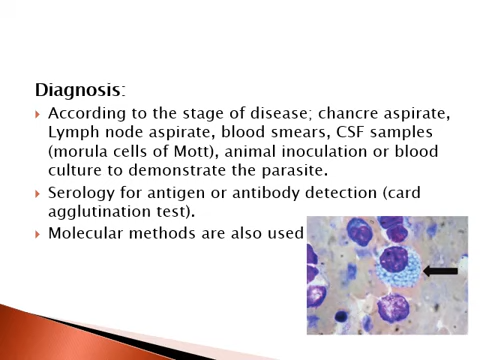 Diagnosis:
According to the stage of disease; chancre aspirate,
Lymph node aspirate, blood smears, CSF samples
(morula cells of Mott), animal inoculation or blood
culture to demonstrate the parasite.
Serology for antigen or antibody detection (card
agglutination test).
Molecular methods are also used